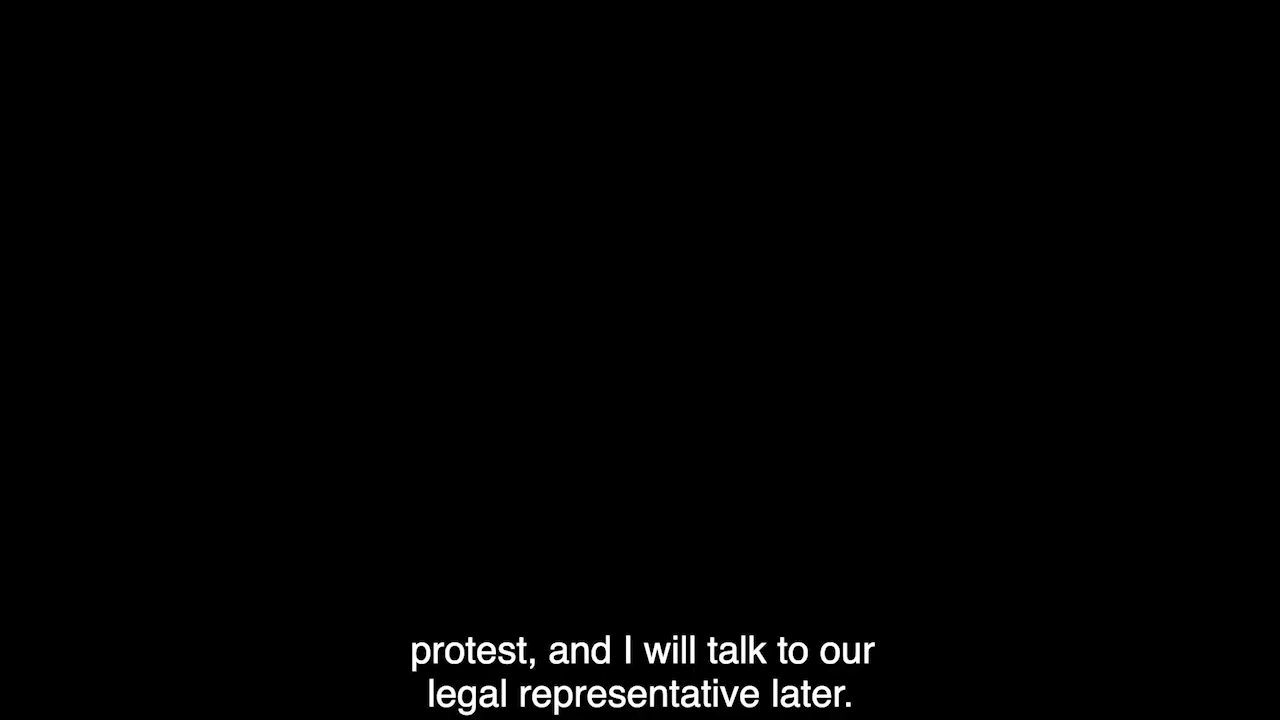 protest, and I will talk to our
legal representative later.